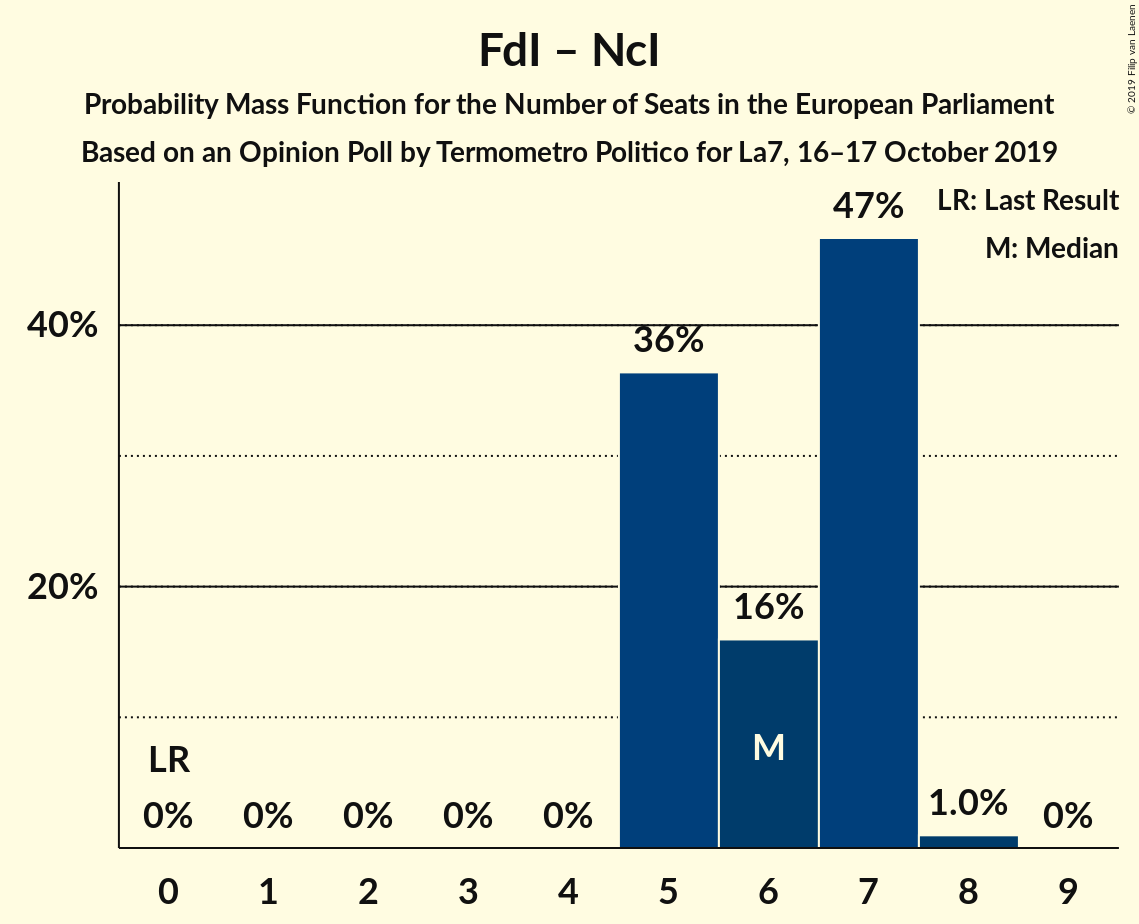 FdI – NcI
Probability Mass Function for the Number of Seats in the European Parliament
Based on an Opinion Poll by Termometro Politico for La7, 16–17 October 2019
© 2019 Filip van Laenen
LR: Last Result
M: Median
47%
40%
36%
20%
16%
M
LR
0% 0% 0% 0% 0% 1.0% 0%
0 1 2 3 4 5 6 7 8 9